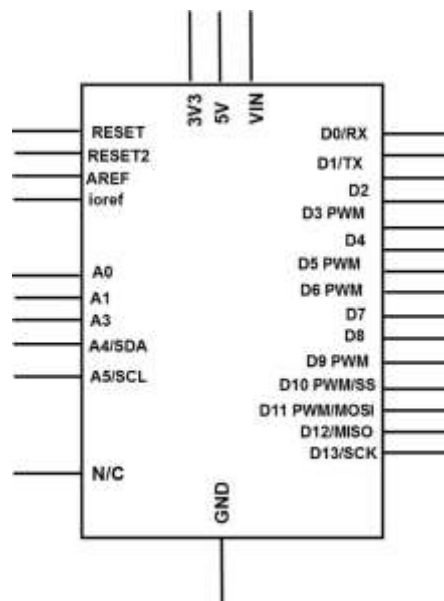 3V3
5V
VIN
RESET
RESET2
AREF
ioref
A0
A1
A3
A4/SDA
A5/SCL
N/C
D0/RX
D1/TX
D2
D3 PWM
D4
D5 PWM
D6 PWM
D7
D8
D9 PWM
D10 PWM/SS
D11 PWM/MOSI
D12/MISO
D13/SCK
GND